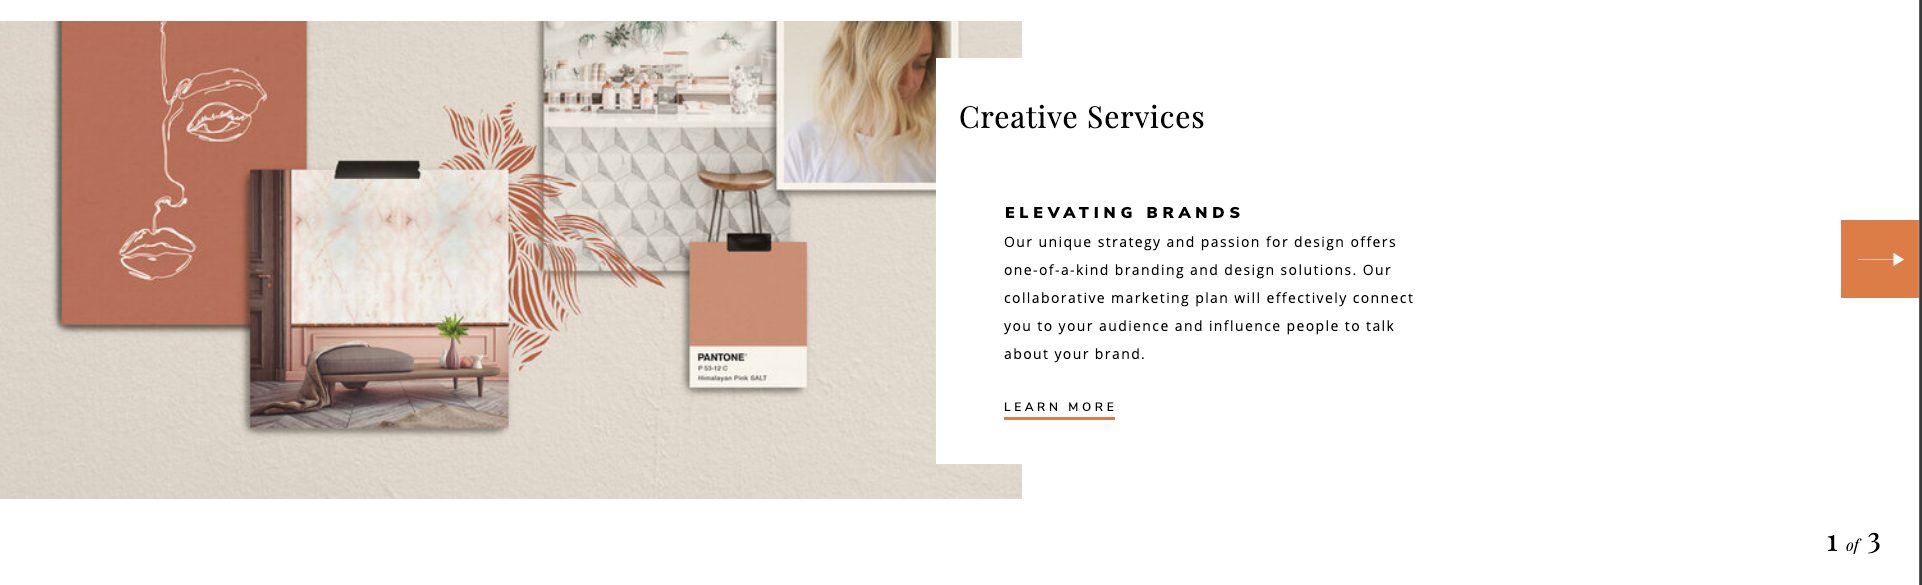 Creative Services
ELEVATING BRANDS
Our unique strategy and passion for design offers
one-of-a-kind branding and design solutions. Our
collaborative marketing plan will effectively connect
you to your audience and influence people to talk
about your brand.
LEARN MORE
PANTONE®
P 53-12 C
Himalayan Pink SALT
1 of 3